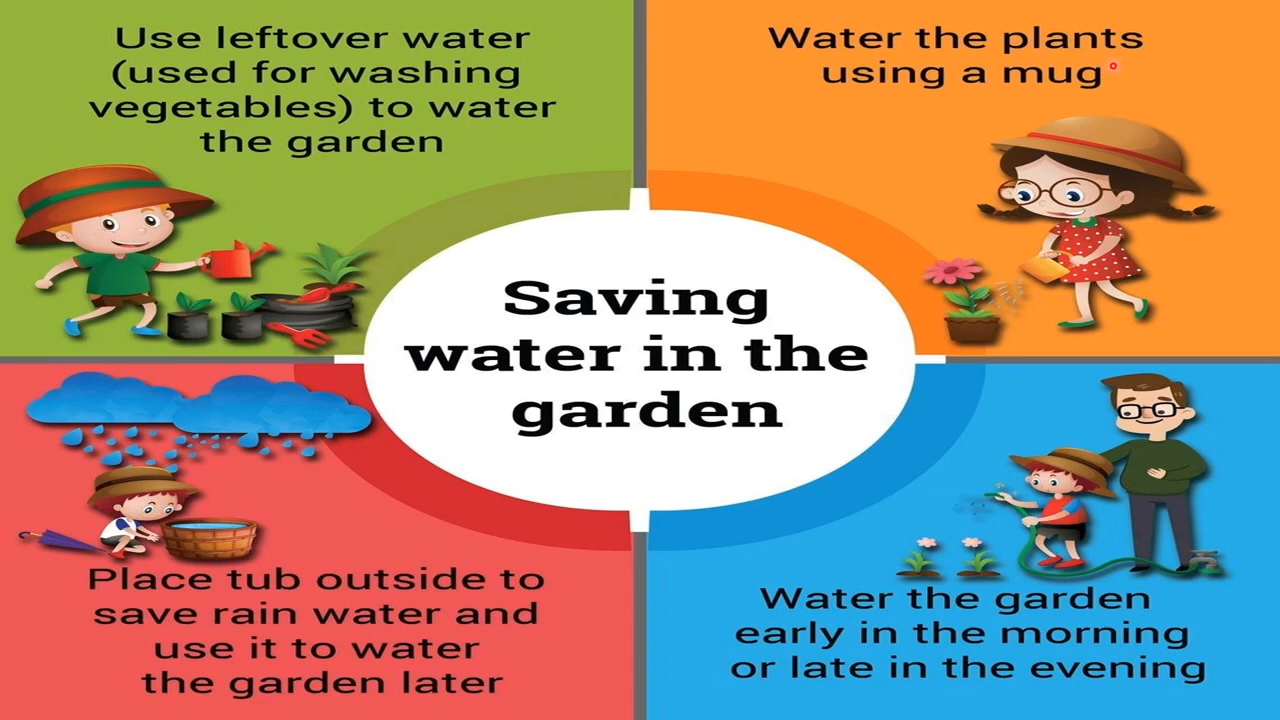 Use leftover water
(used for washing
vegetables) to water
the garden
Water the plants
using a mug
Saving
water in the
garden
Place tub outside to
save rain water and
use it to water
the garden later
Water the garden
early in the morning
or late in the evening